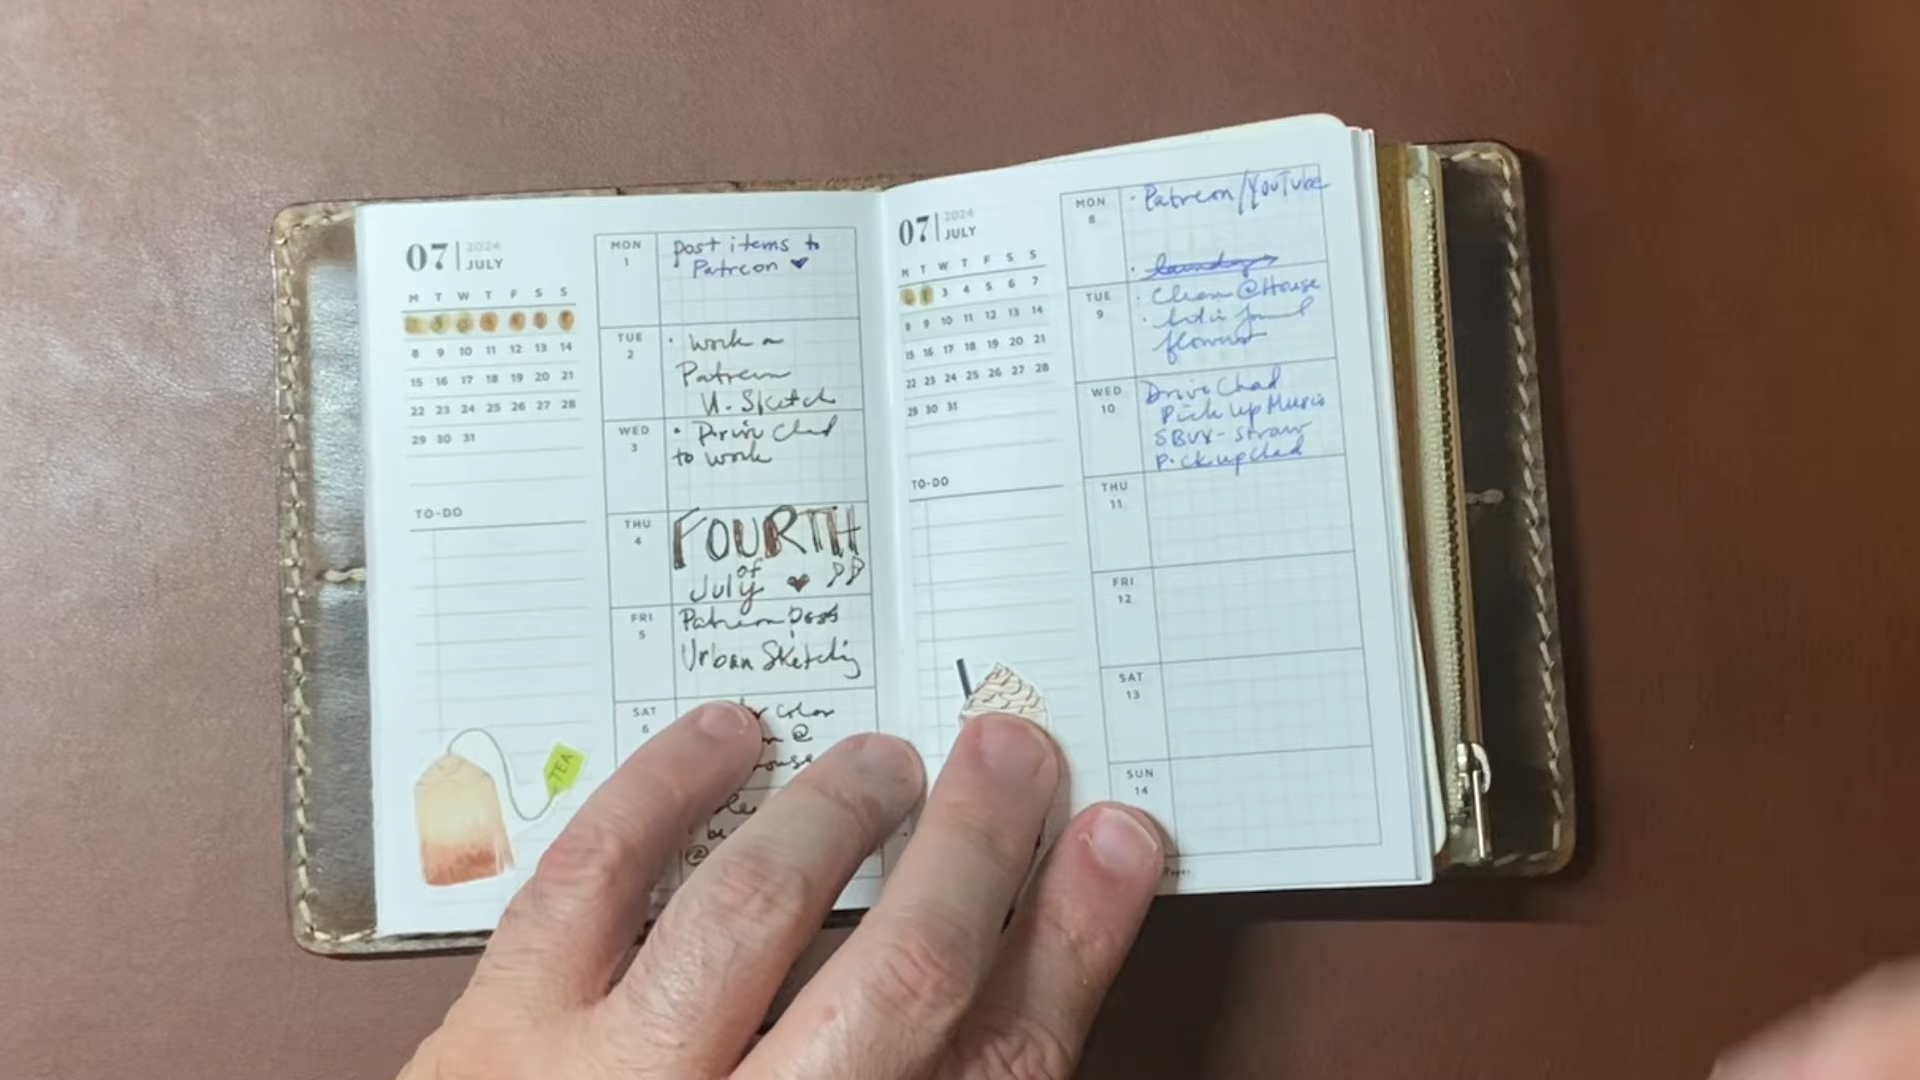 07 | 2024
JULY
M T W T F S S
8 9 10 11 12 13 14
15 16 17 18 19 20 21
22 23 24 25 26 27 28
29 30 31
TO-DO
TEA
MON
1
post items to
Patreon ♥
TUE
2
• Work on
Patreon
U. Sketch
WED
3
• Drive Chad
to work
THU
4
FOURTH
of
July ♥
FRI
5
Patreon Post
Urban Sketching
SAT
6
Color
@
07 | 2024
JULY
M T W T F S S
3 4 5 6 7
8 9 10 11 12 13 14
15 16 17 18 19 20 21
22 23 24 25 26 27 28
29 30 31
TO-DO
MON
8
• Patreon/YouTube
• laundry
TUE
9
• Clean @ House
flowers
WED
10
Drive Chad
Pick up Music
SBUX - straw
Pick up Chad
THU
11
FRI
12
SAT
13
SUN
14
Paper.